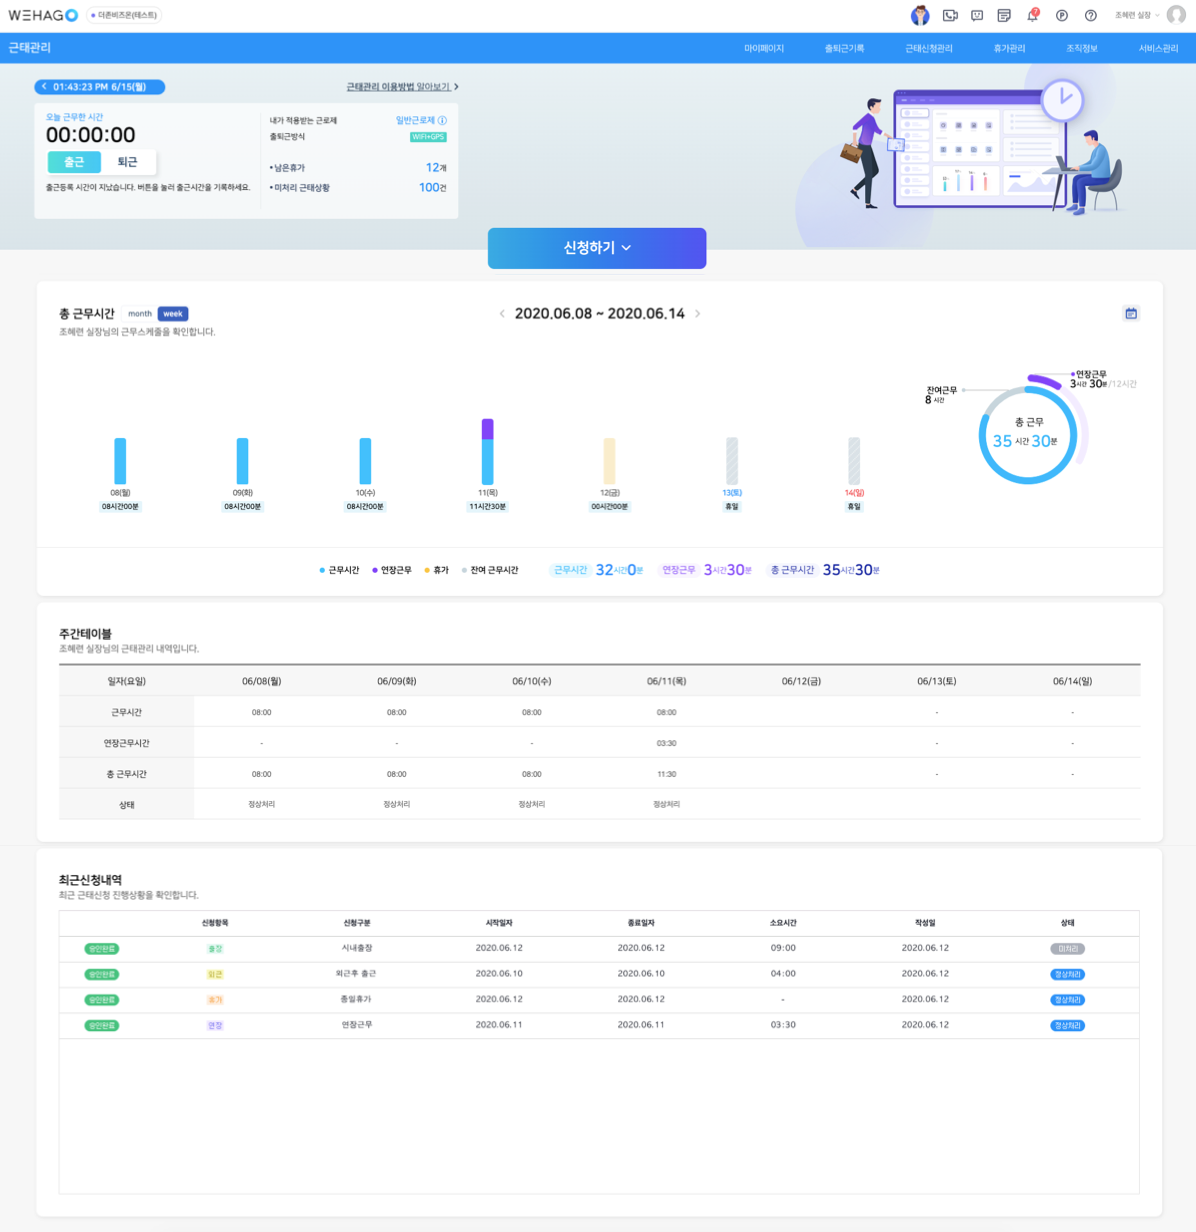 WEHAGO 더존비즈온(테스트) 7 조혜련 실장
근태관리 마이페이지 출퇴근기록 근태신청관리 휴가관리 조직정보 서비스관리
01:43:23 PM 6/15(월) 근태관리 이용방법 알아보기
오늘 근무한 시간 내가 적용받는 근로제 일반근로제
00:00:00 출퇴근방식 WIFI+GPS
출근 퇴근 •남은휴가 12개
출근등록 시간이 지났습니다. 버튼을 눌러 출근시간을 기록하세요. •미처리 근태상황 100건
신청하기
총 근무시간 month week 2020.06.08 ~ 2020.06.14
조혜련 실장님의 근무스케줄을 확인합니다.
연장근무
3시간 30분/12시간
잔여근무
8 시간
총 근무
35 시간 30분
08(월) 09(화) 10(수) 11(목) 12(금) 13(토) 14(일)
08시간00분 08시간00분 08시간00분 11시간30분 00시간00분 휴일 휴일
근무시간 연장근무 휴가 잔여 근무시간 근무시간 32시간0분 연장근무 3시간30분 총 근무시간 35시간30분
주간테이블
조혜련 실장님의 근태관리 내역입니다.
일자(요일) 06/08(월) 06/09(화) 06/10(수) 06/11(목) 06/12(금) 06/13(토) 06/14(일)
근무시간 08:00 08:00 08:00 08:00 - -
연장근무시간 - - - 03:30 - -
총 근무시간 08:00 08:00 08:00 11:30 - -
상태 정상처리 정상처리 정상처리 정상처리
최근신청내역
최근 근태신청 진행상황을 확인합니다.
신청항목 신청구분 시작일자 종료일자 소요시간 작성일 상태
승인완료 출장 시내출장 2020.06.12 2020.06.12 09:00 2020.06.12 미처리
승인완료 외근 외근후 출근 2020.06.10 2020.06.10 04:00 2020.06.12 정상처리
승인완료 휴가 종일휴가 2020.06.12 2020.06.12 - 2020.06.12 정상처리
승인완료 연장 연장근무 2020.06.11 2020.06.11 03:30 2020.06.12 정상처리